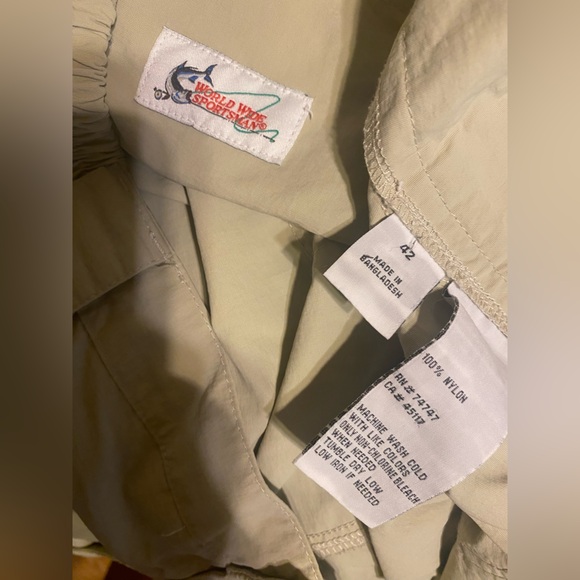 WORLD WIDE
SPORTSMAN®
42
MADE IN
BANGLADESH
100% NYLON
RN# 74747
CA# 45117
MACHINE WASH COLD
WITH LIKE COLORS
ONLY NON-CHLORINE BLEACH
WHEN NEEDED
TUMBLE DRY LOW
LOW IRON IF NEEDED